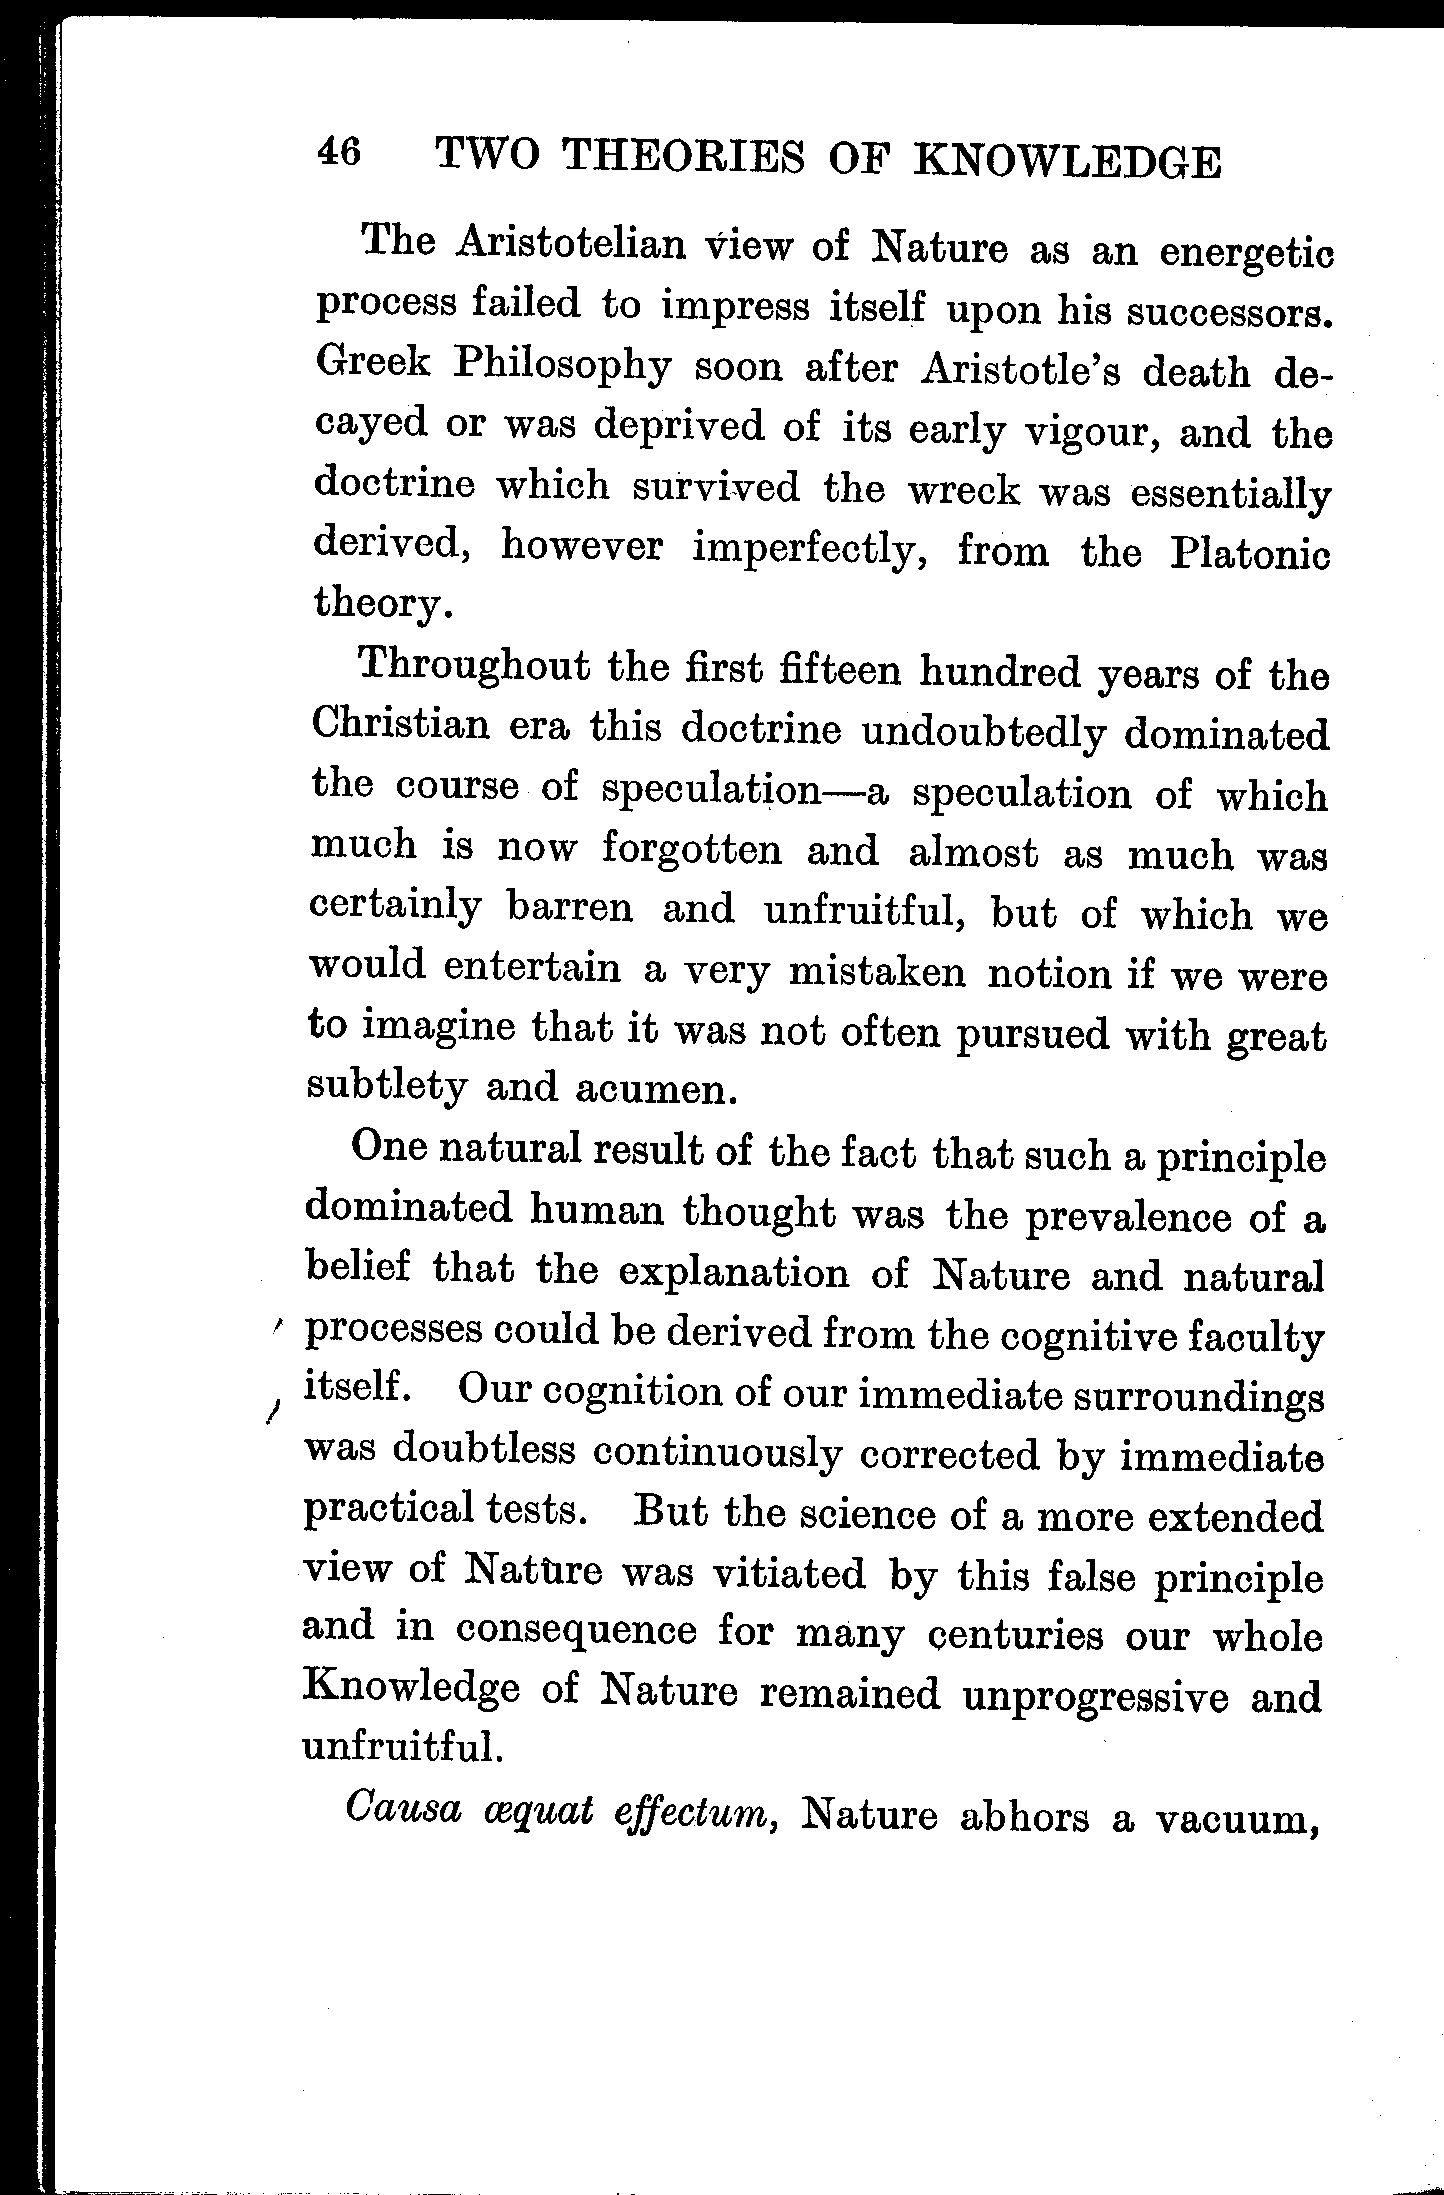 46 TWO THEORIES OF KNOWLEDGE
The Aristotelian view of Nature as an energetic
process failed to impress itself upon his successors.
Greek Philosophy soon after Aristotle's death de-
cayed or was deprived of its early vigour, and the
doctrine which survived the wreck was essentially
derived, however imperfectly, from the Platonic
theory.
Throughout the first fifteen hundred years of the
Christian era this doctrine undoubtedly dominated
the course of speculation—a speculation of which
much is now forgotten and almost as much was
certainly barren and unfruitful, but of which we
would entertain a very mistaken notion if we were
to imagine that it was not often pursued with great
subtlety and acumen.
One natural result of the fact that such a principle
dominated human thought was the prevalence of a
belief that the explanation of Nature and natural
processes could be derived from the cognitive faculty
itself. Our cognition of our immediate surroundings
was doubtless continuously corrected by immediate
practical tests. But the science of a more extended
view of Nature was vitiated by this false principle
and in consequence for many centuries our whole
Knowledge of Nature remained unprogressive and
unfruitful.
Causa æquat effectum, Nature abhors a vacuum,